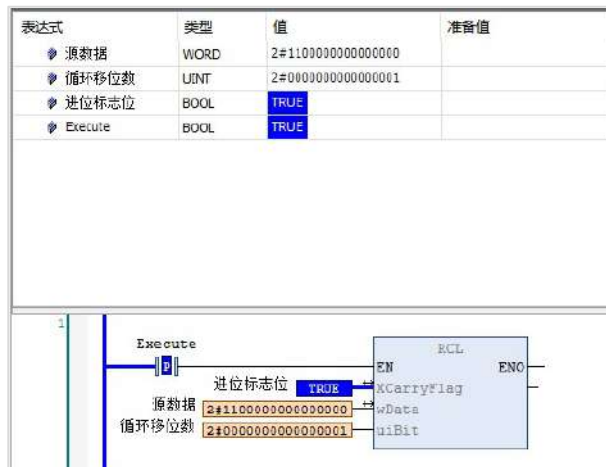 表达式 类型 值 准备值
源数据 WORD 2#1100000000000000
循环移位数 UINT 2#0000000000000001
进位标志位 BOOL TRUE
Execute BOOL TRUE
1
Execute
P
RCL
EN ENO
进位标志位 TRUE XCarryFlag
源数据 2#1100000000000000 wData
循环移位数 2#0000000000000001 uiBit